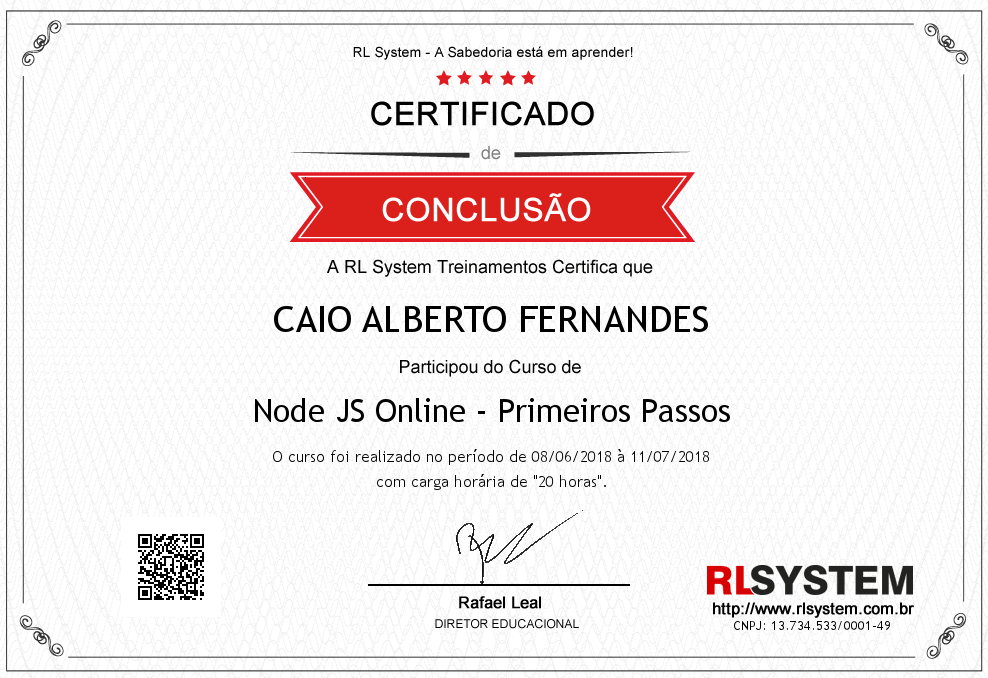 RL System - A Sabedoria está em aprender!
CERTIFICADO
de
CONCLUSÃO
A RL System Treinamentos Certifica que
CAIO ALBERTO FERNANDES
Participou do Curso de
Node JS Online - Primeiros Passos
O curso foi realizado no período de 08/06/2018 à 11/07/2018
com carga horária de "20 horas".
Rafael Leal
DIRETOR EDUCACIONAL
RLSYSTEM
http://www.rlsystem.com.br
CNPJ: 13.734.533/0001-49